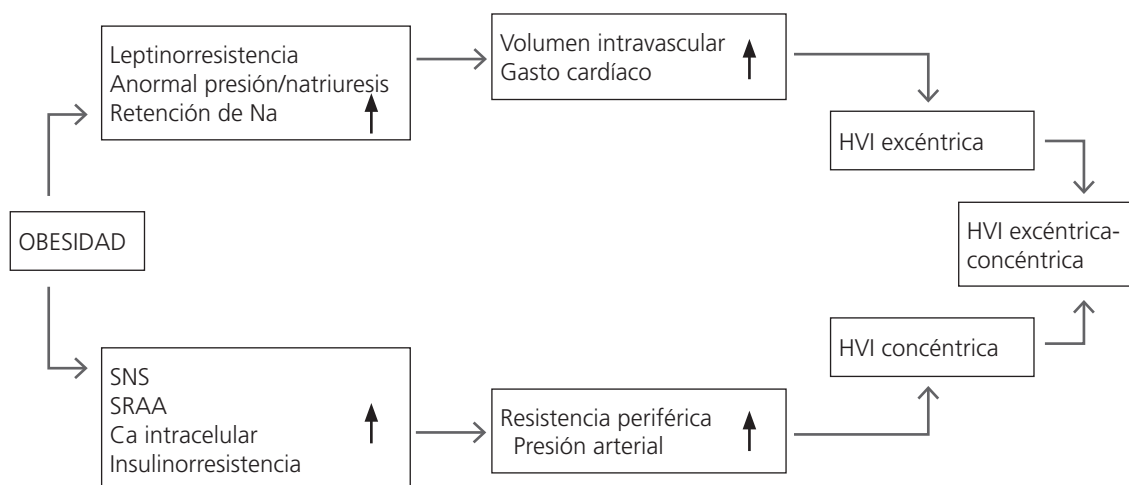 Leptinorresistencia
Anormal presión/natriuresis
Retención de Na
Volumen intravascular
Gasto cardíaco
HVI excéntrica
OBESIDAD
HVI excéntrica-
concéntrica
HVI concéntrica
SNS
SRAA
Ca intracelular
Insulinorresistencia
Resistencia periférica
Presión arterial